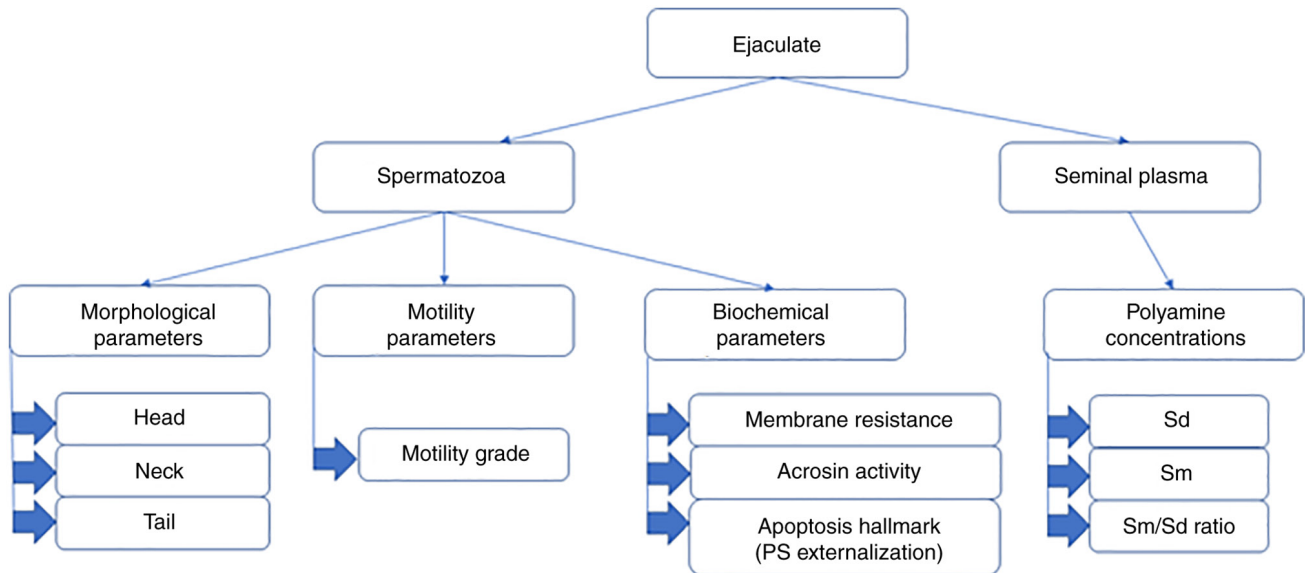 Ejaculate
Spermatozoa
Seminal plasma
Morphological
parameters
Motility
parameters
Biochemical
parameters
Polyamine
concentrations
Head
Neck
Tail
Motility grade
Membrane resistance
Acrosin activity
Apoptosis hallmark
(PS externalization)
Sd
Sm
Sm/Sd ratio